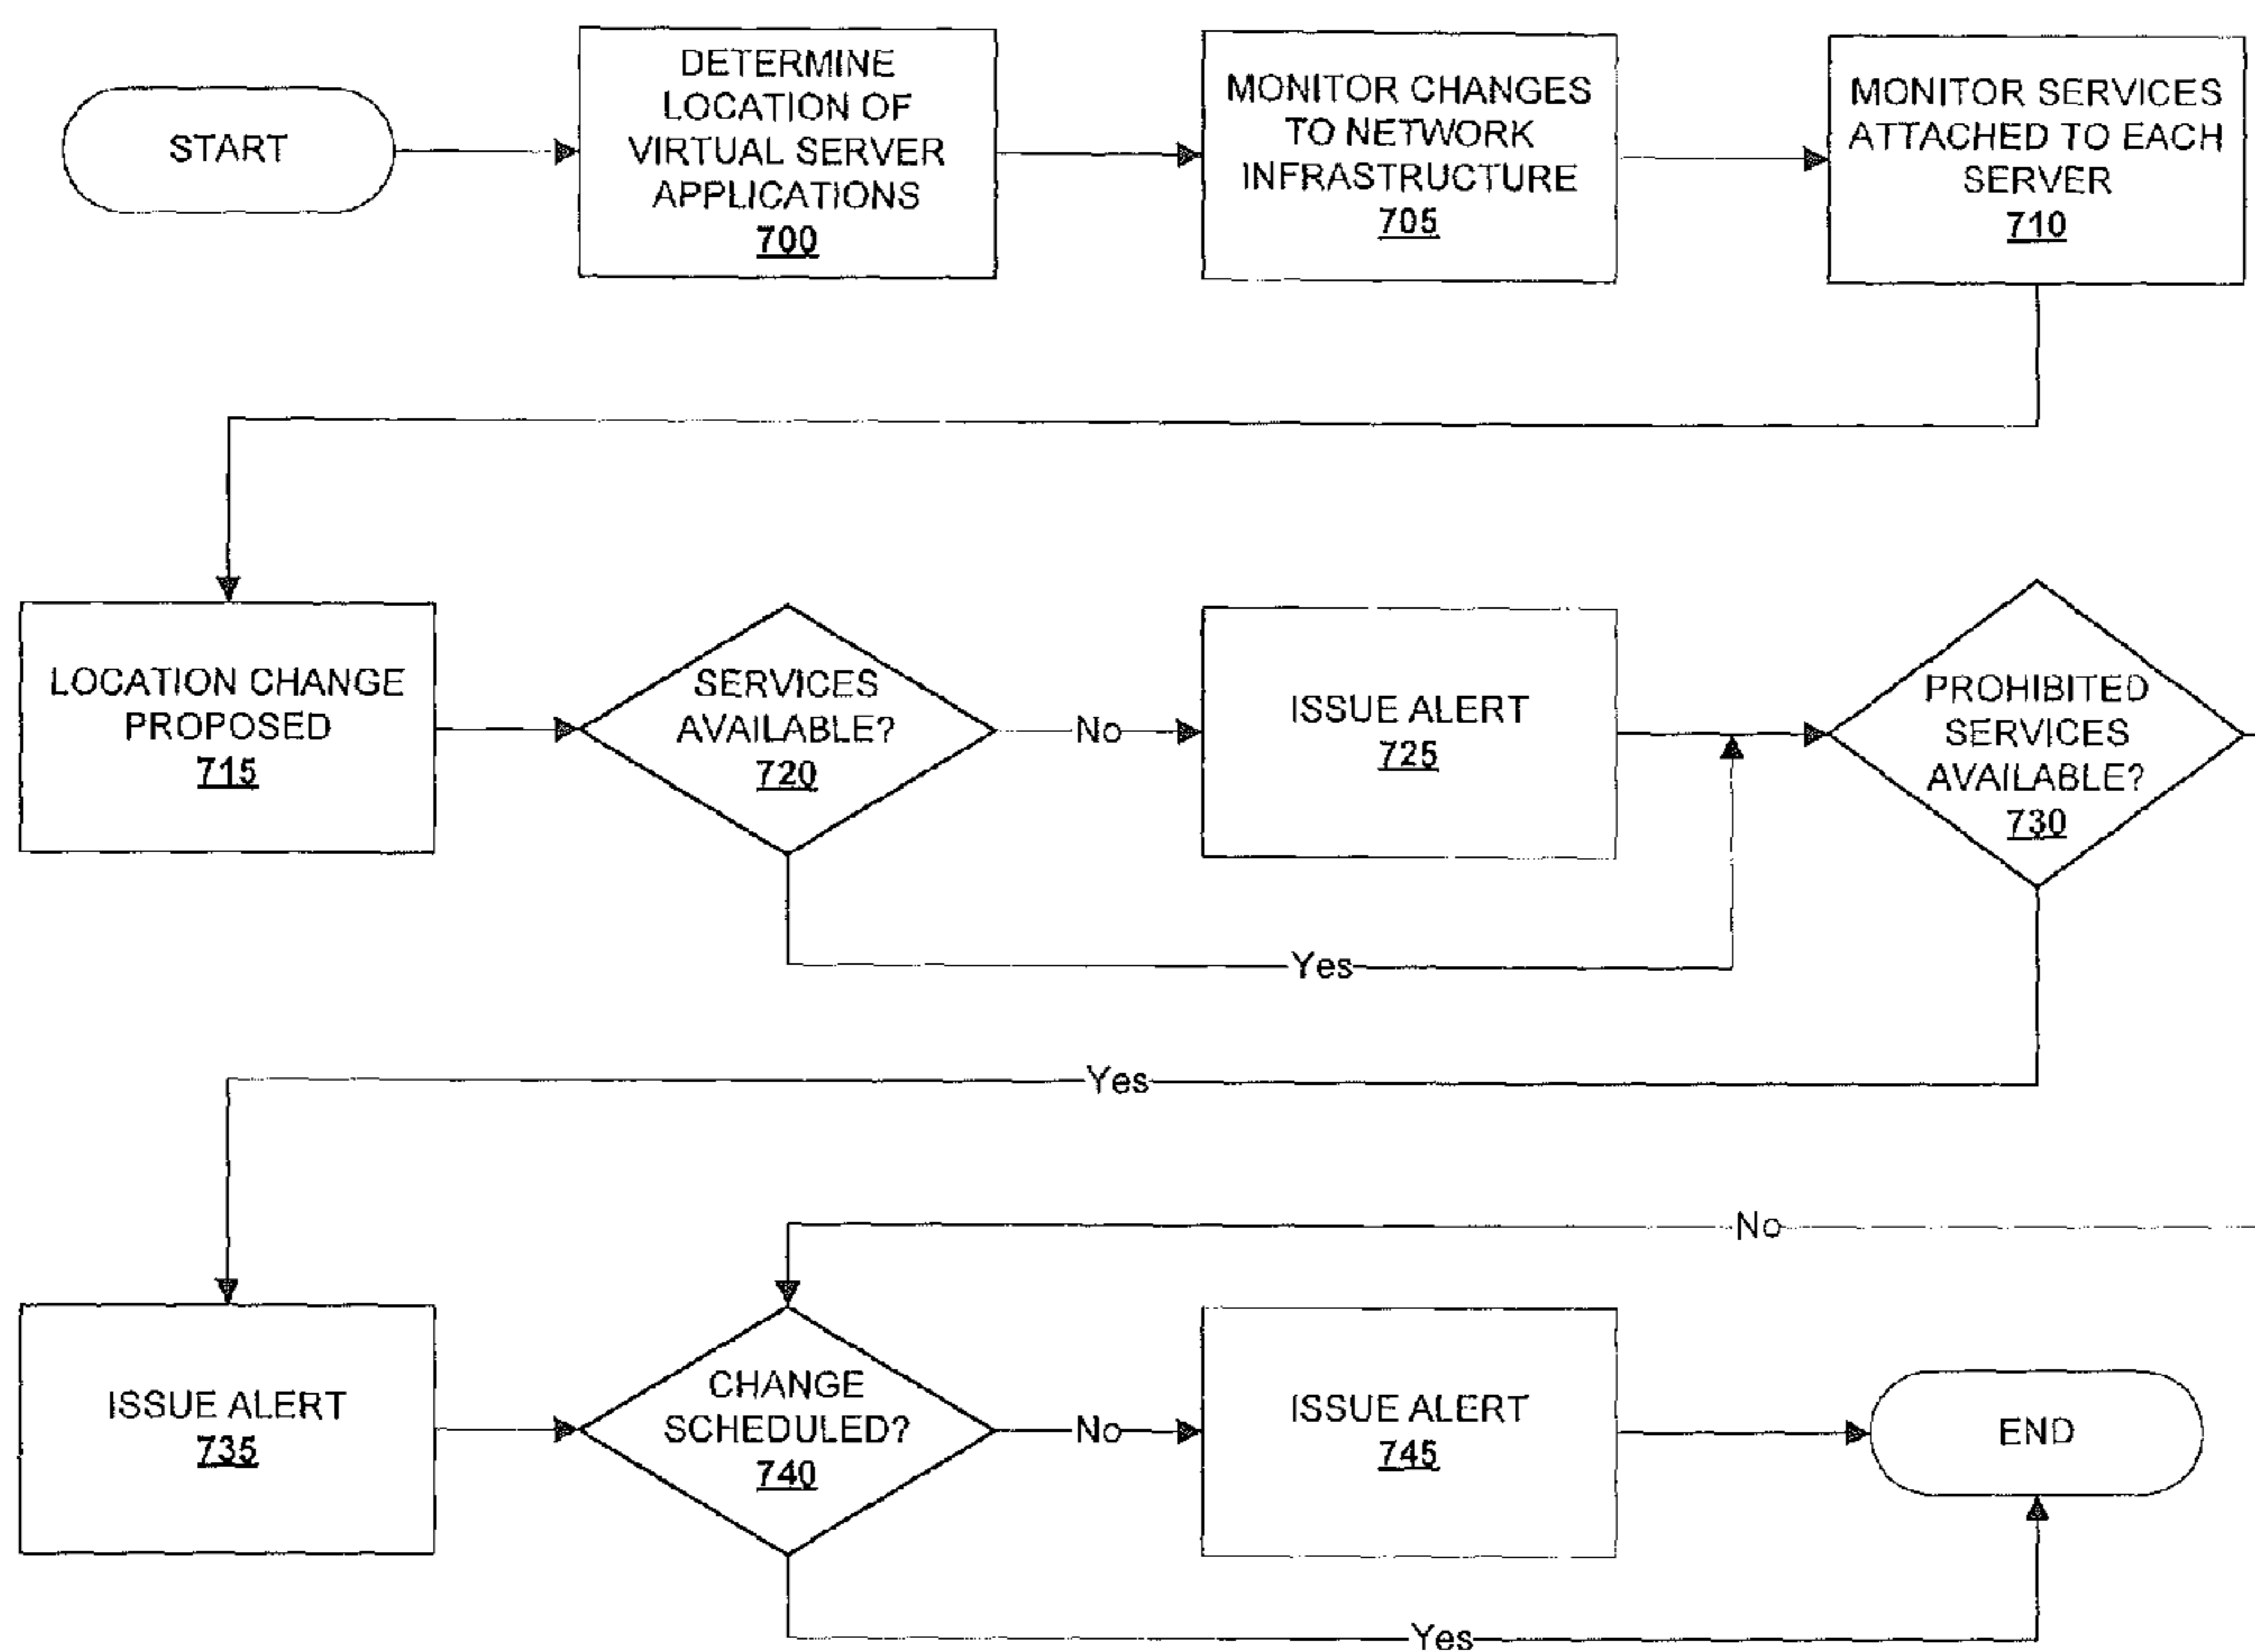 START
DETERMINE
LOCATION OF
VIRTUAL SERVER
APPLICATIONS
700
MONITOR CHANGES
TO NETWORK
INFRASTRUCTURE
705
MONITOR SERVICES
ATTACHED TO EACH
SERVER
710
LOCATION CHANGE
PROPOSED
715
SERVICES
AVAILABLE?
720
No
Yes
ISSUE ALERT
725
PROHIBITED
SERVICES
AVAILABLE?
730
Yes
No
ISSUE ALERT
735
CHANGE
SCHEDULED?
740
No
Yes
ISSUE ALERT
745
END